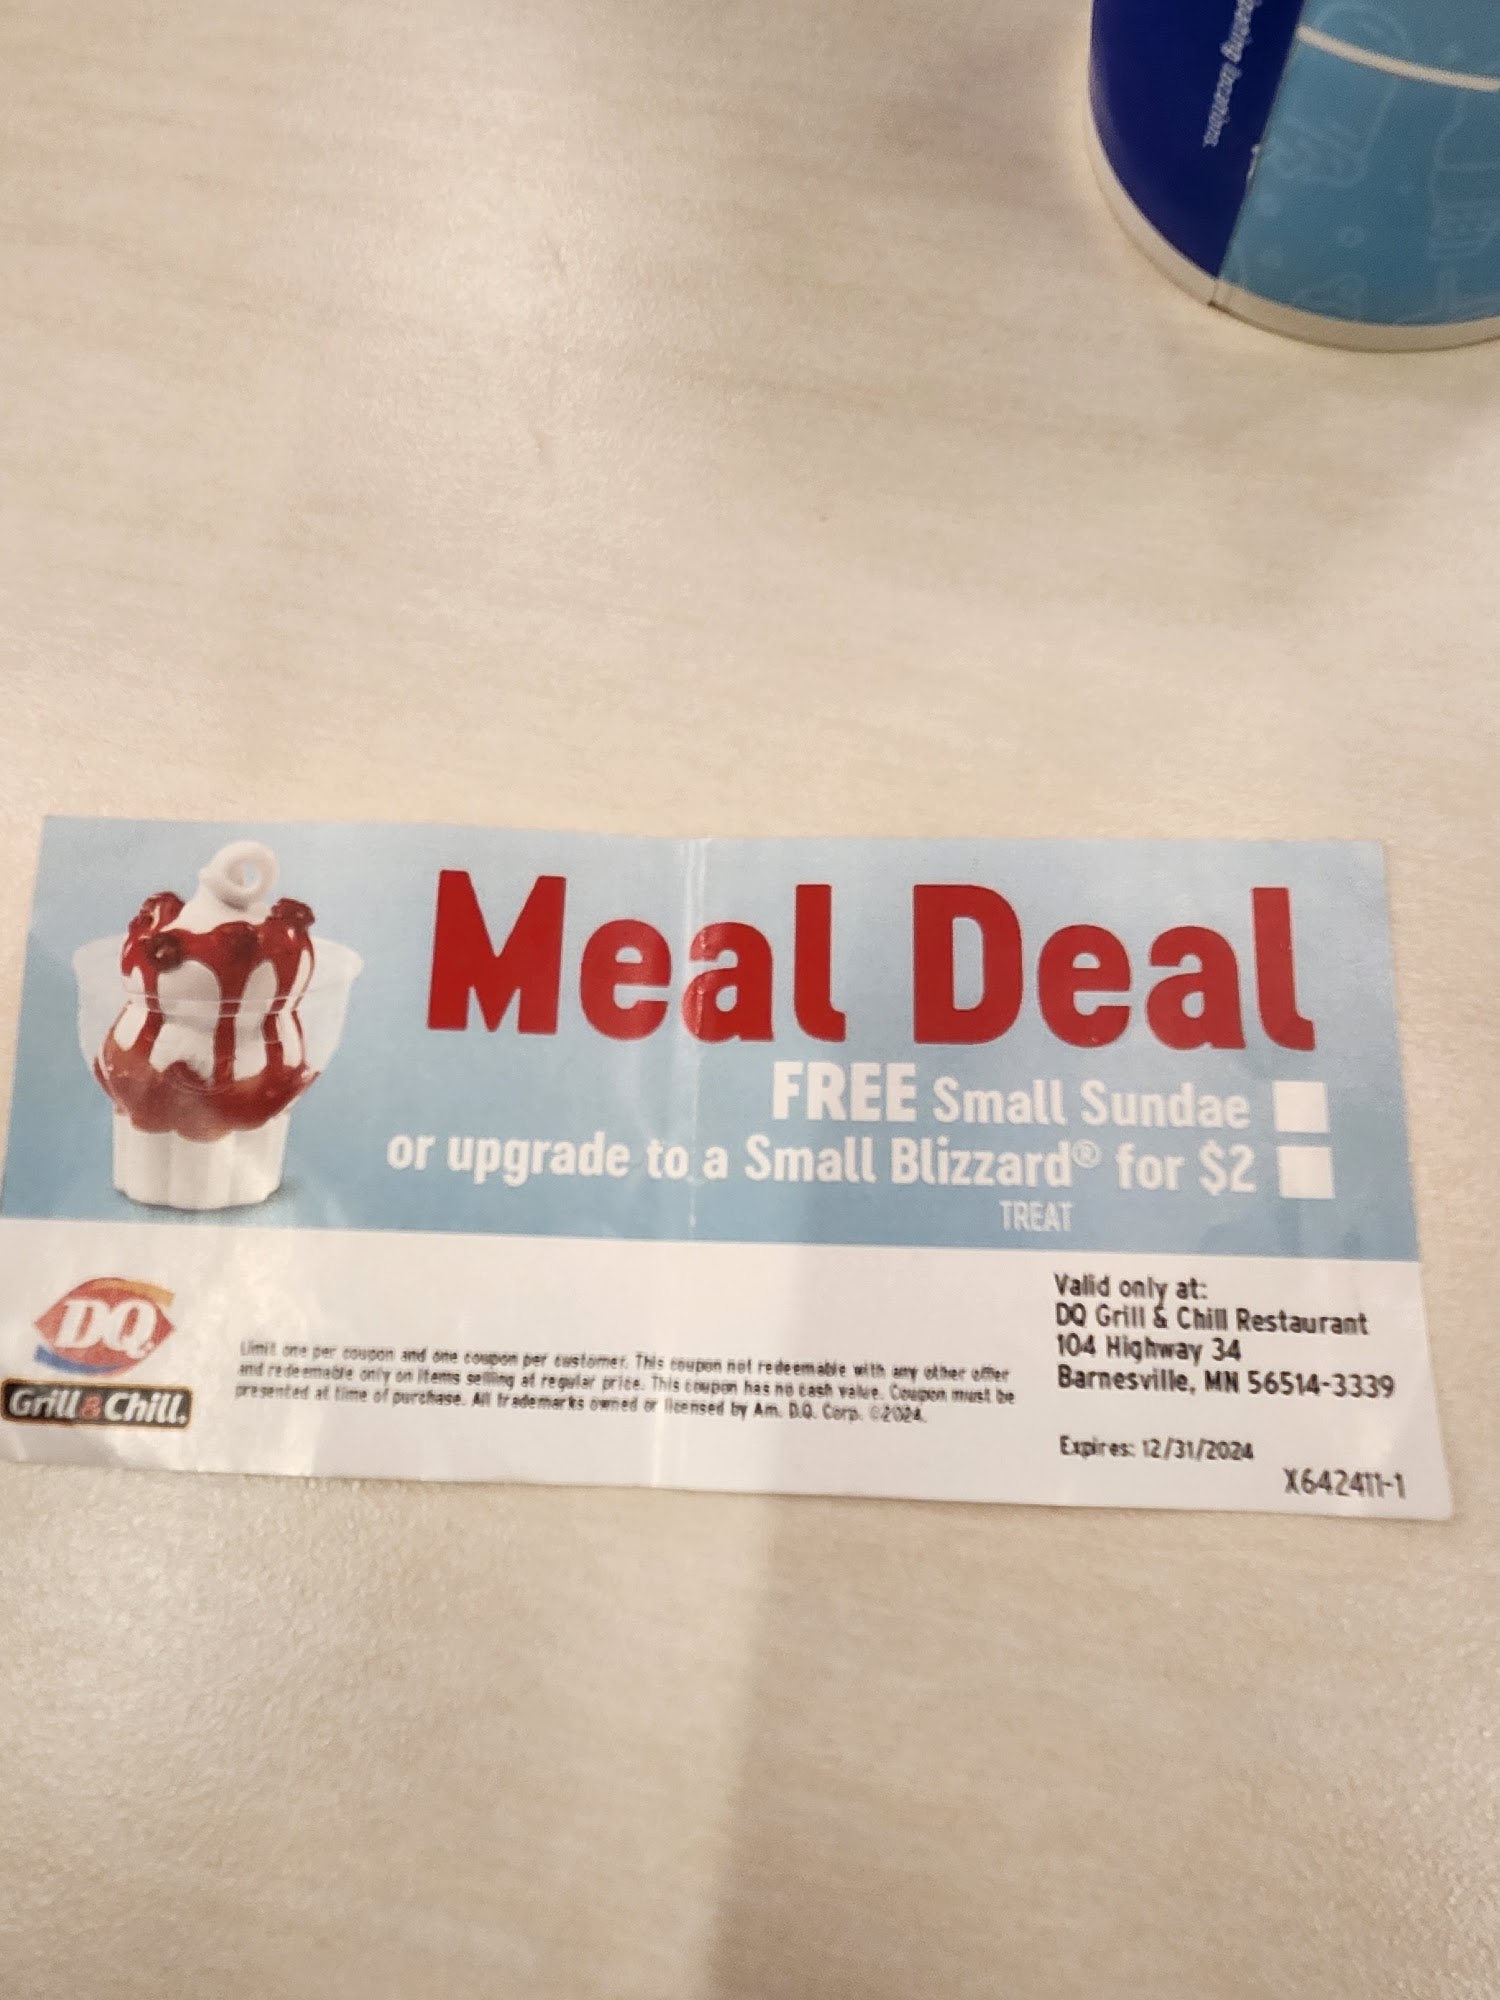 Meal Deal
FREE Small Sundae
or upgrade to a Small Blizzard® for $2
TREAT
DQ®
Grill & Chill.
Limit one per coupon and one coupon per customer. This coupon not redeemable with any other offer
and redeemable only on items selling at regular price. This coupon has no cash value. Coupon must be
presented at time of purchase. All trademarks owned or licensed by Am. D.Q. Corp. ©2024.
Valid only at:
DQ Grill & Chill Restaurant
104 Highway 34
Barnesville, MN 56514-3339
Expires: 12/31/2024
X642411-1